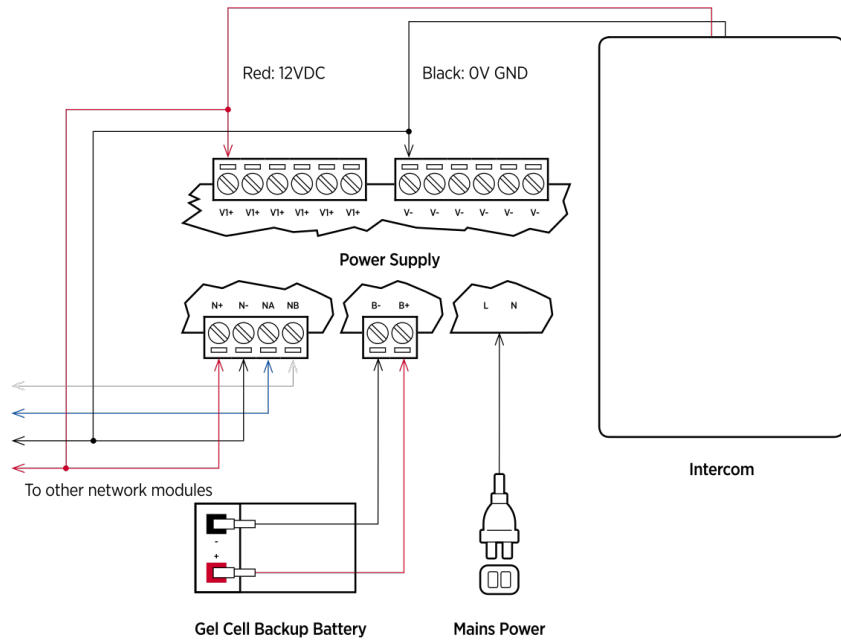 Red: 12VDC
Black: 0V GND
V1+ V1+ V1+ V1+ V1+ V1+
V- V- V- V- V- V-
Power Supply
N+ N- NA NB
B- B+
L N
Intercom
To other network modules
-
+
Gel Cell Backup Battery
Mains Power